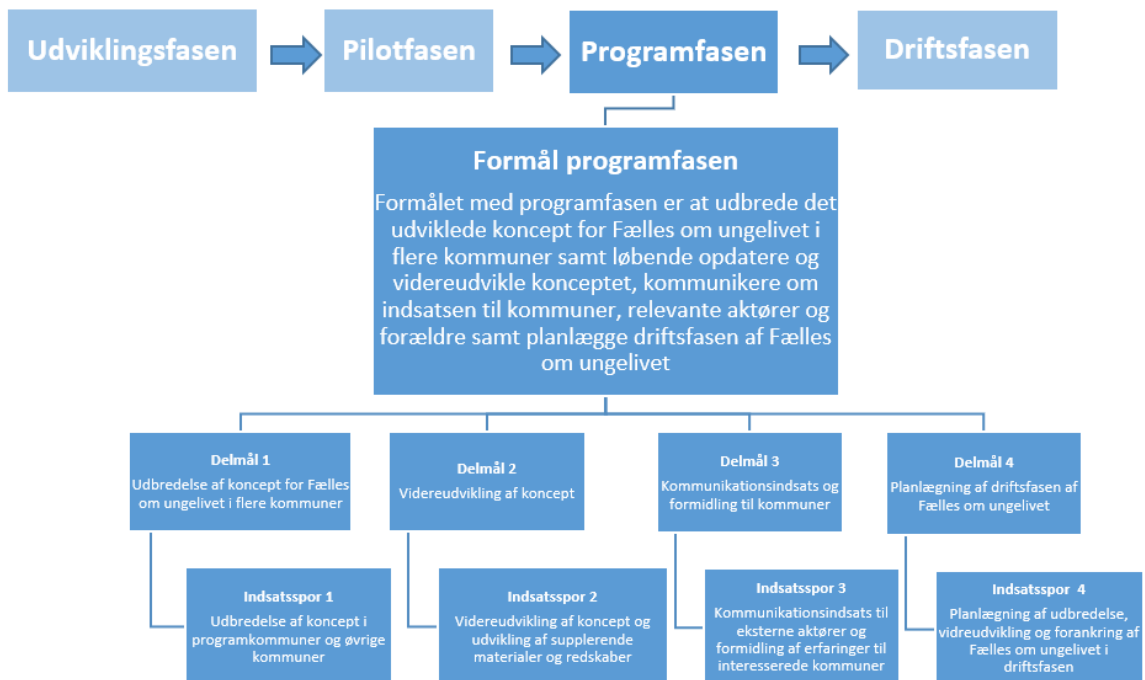 Udviklingsfasen
Pilotfasen
Programfasen
Driftsfasen
Formål programfasen
Formålet med programfasen er at udbrede det
udviklede koncept for Fælles om ungelivet i
flere kommuner samt løbende opdatere og
videreudvikle konceptet, kommunikere om
indsatsen til kommuner, relevante aktører og
forældre samt planlægge driftsfasen af Fælles
om ungelivet
Delmål 1
Udbredelse af koncept for Fælles
om ungelivet i flere kommuner
Delmål 2
Videreudvikling af koncept
Delmål 3
Kommunikationsindsats og
formidling til kommuner
Delmål 4
Planlægning af driftsfasen af
Fælles om ungelivet
Indsatsspor 1
Udbredelse af koncept i
programkommuner og øvrige
kommuner
Indsatsspor 2
Videreudvikling af koncept og
udvikling af supplerende
materialer og redskaber
Indsatsspor 3
Kommunikationsindsats til
eksterne aktører og
formidling af erfaringer til
interesserede kommuner
Indsatsspor 4
Planlægning af udbredelse,
vidreudvikling og forankring af
Fælles om ungelivet i
driftsfasen